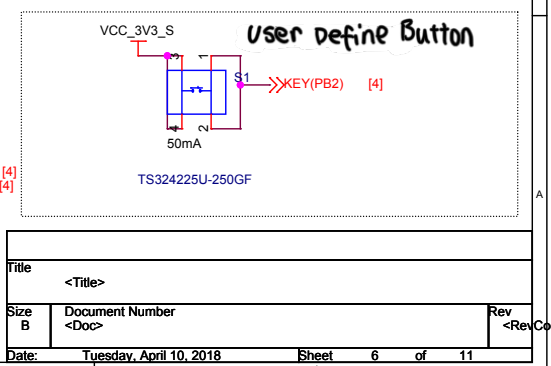 User Define Button
VCC_3V3_S
3 1
S1
KEY(PB2) [4]
4 2
50mA
[4]
[4]
TS324225U-250GF
A
Title
<Title>
Size Document Number Rev
B <Doc> <RevCo
Date: Tuesday, April 10, 2018 Sheet 6 of 11